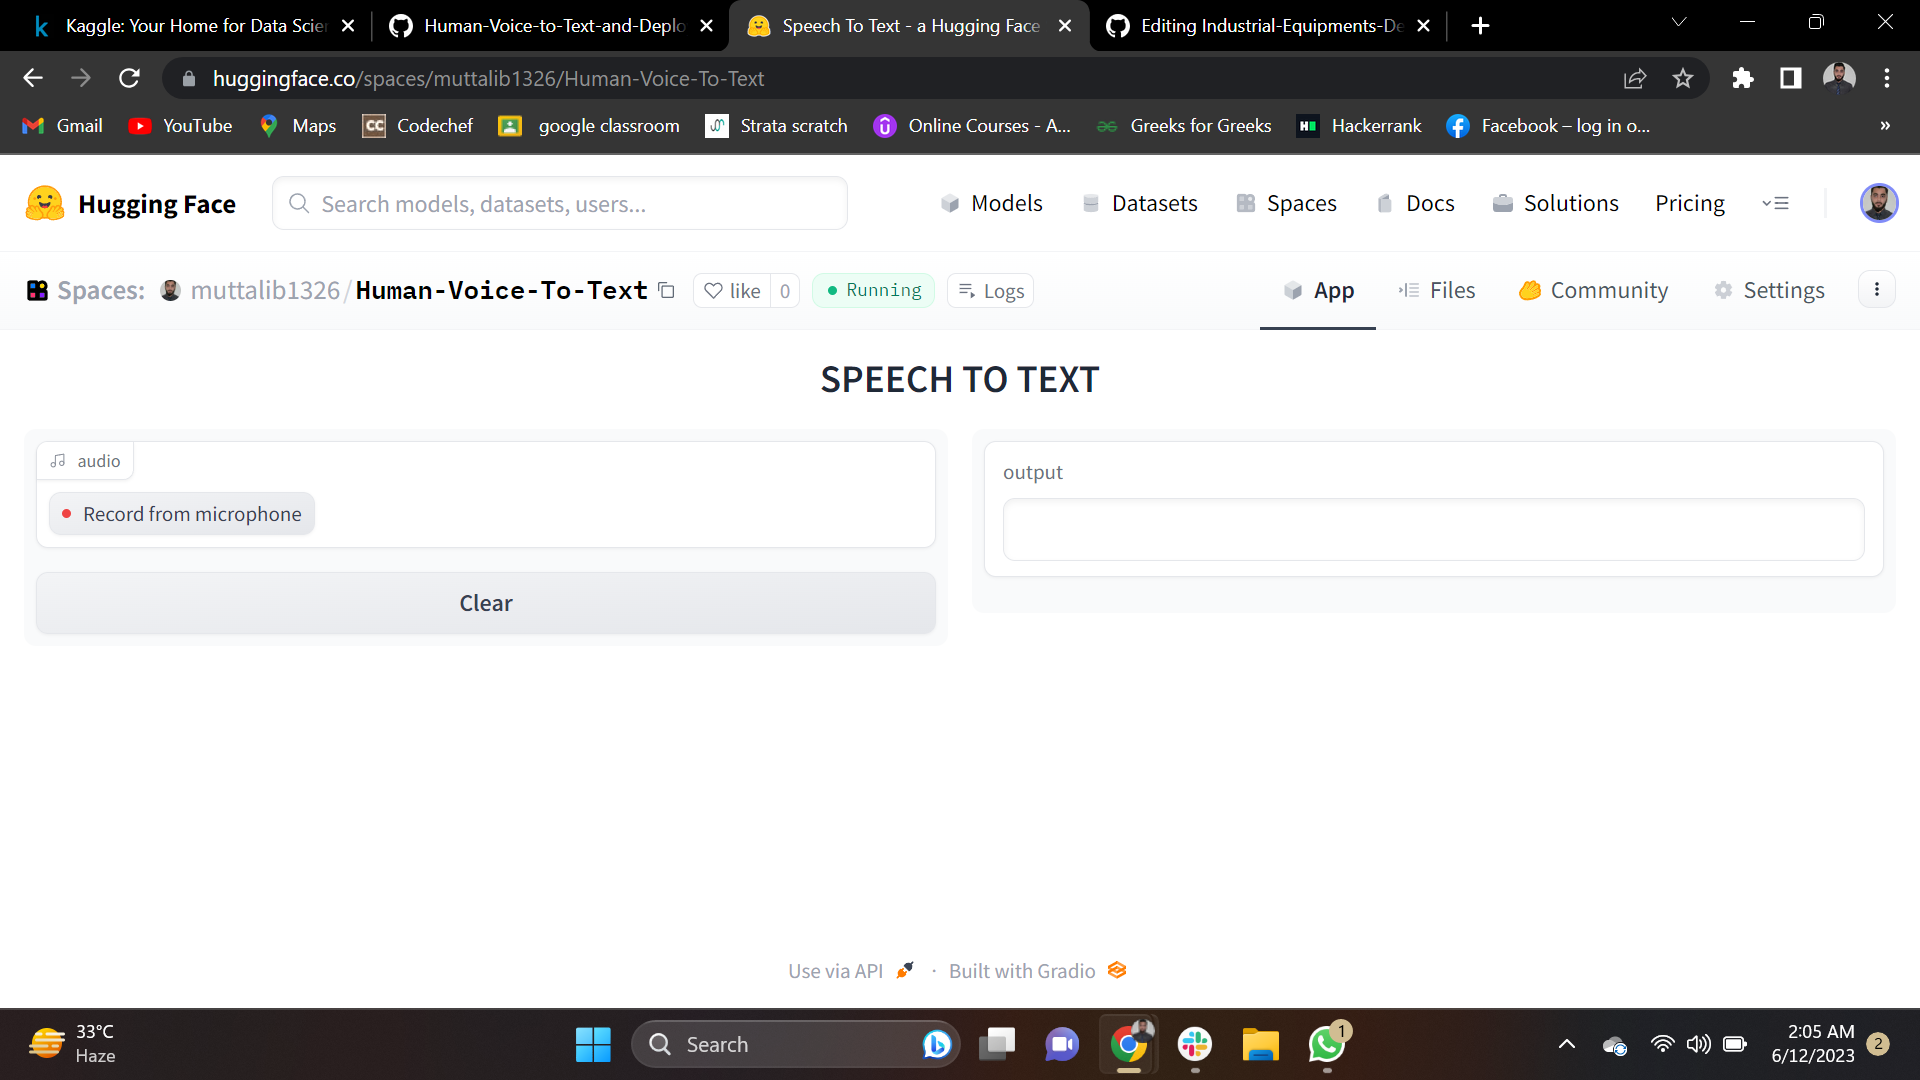 Kaggle: Your Home for Data Scien
Human-Voice-to-Text-and-Deplo
Speech To Text - a Hugging Face
Editing Industrial-Equipments-De
huggingface.co/spaces/muttalib1326/Human-Voice-To-Text
Gmail
YouTube
Maps
Codechef
google classroom
Strata scratch
Online Courses - A...
Greeks for Greeks
Hackerrank
Facebook – log in o...
»
Hugging Face
Search models, datasets, users...
Models
Datasets
Spaces
Docs
Solutions
Pricing
Spaces:
muttalib1326/Human-Voice-To-Text
like
0
Running
Logs
App
Files
Community
Settings
SPEECH TO TEXT
audio
Record from microphone
Clear
output
Use via API
·
Built with Gradio
33°C
Haze
Search
1
2:05 AM
6/12/2023
2